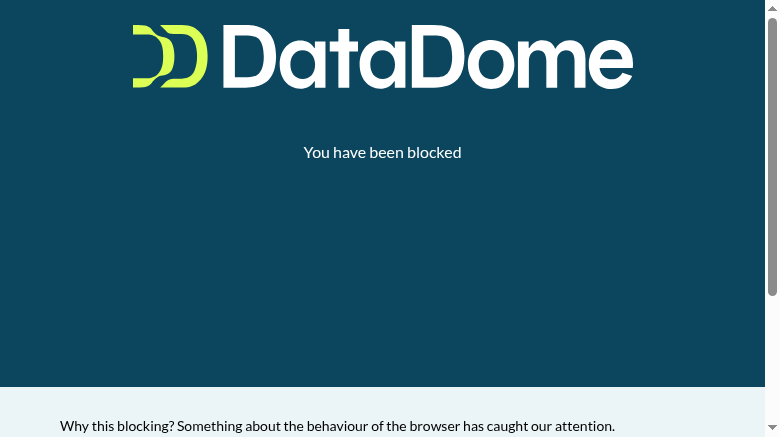 DataDome
You have been blocked
Why this blocking? Something about the behaviour of the browser has caught our attention.